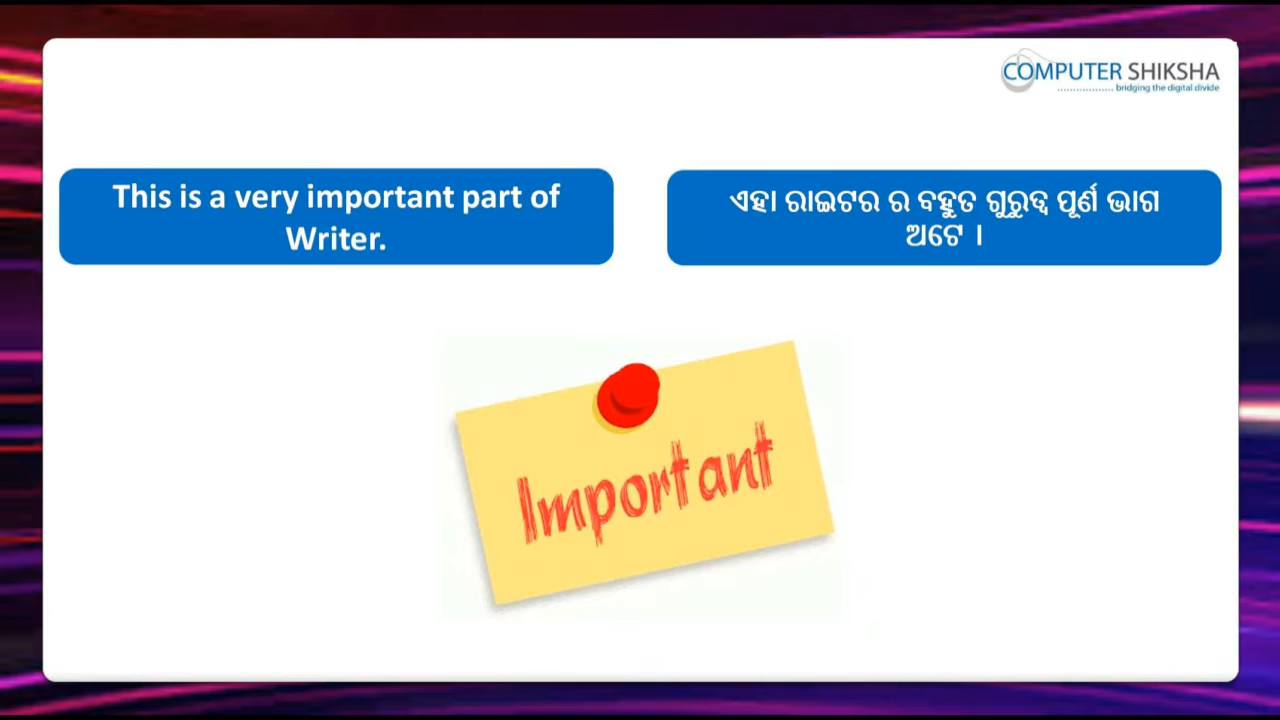 COMPUTER SHIKSHA
bridging the digital divide
This is a very important part of
Writer.
ଏହା ରାଇଟର ର ବହୁତ ଗୁରୁତ୍ୱ ପୂର୍ଣ ଭାଗ
ଅଟେ ।
Important